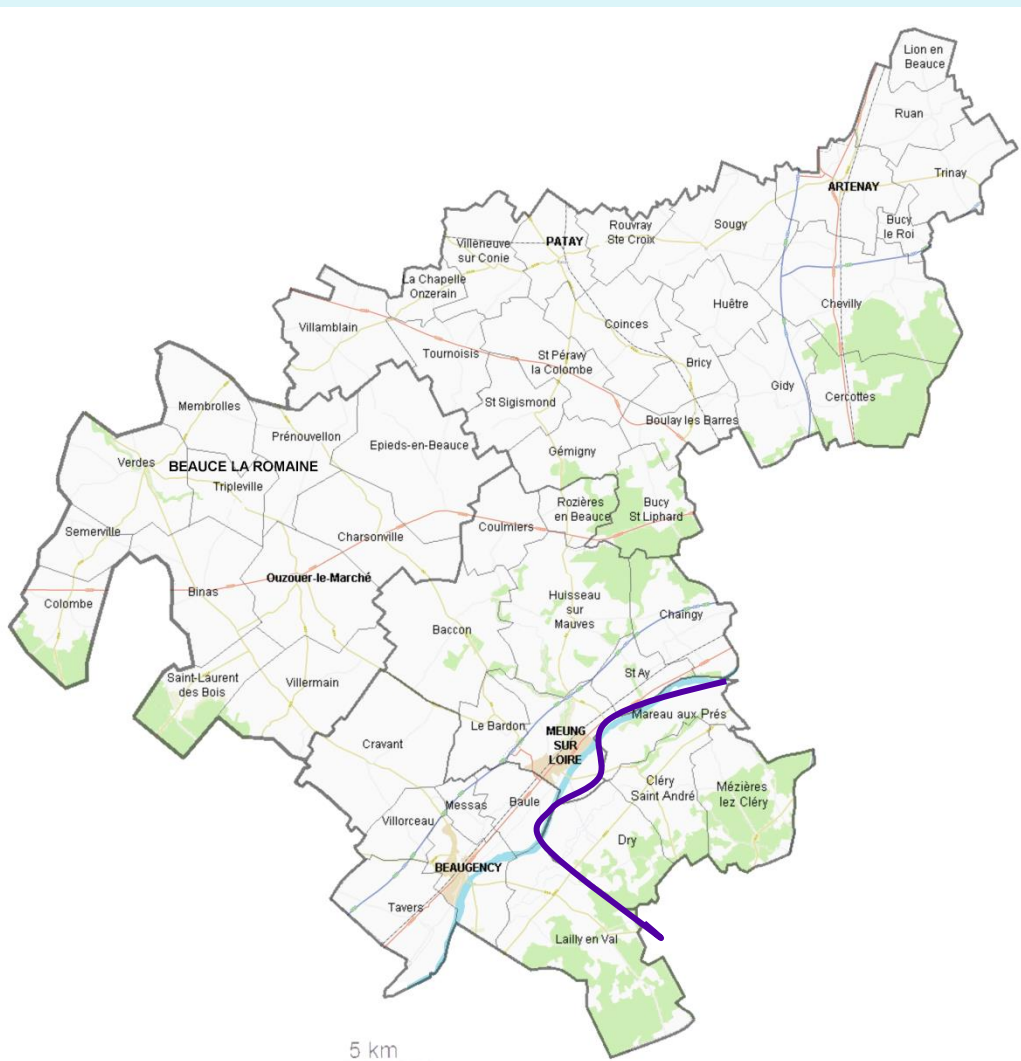 Lion en
Beauce
Ruan
Trinay
ARTENAY
Bucy
le Roi
Rouvray
Ste Croix
Sougy
PATAY
Villeneuve
sur Conie
La Chapelle
Onzerain
Huêtre
Chevilly
Villamblain
Coinces
Tournoisis
St Péravy
la Colombe
Bricy
Gidy
Cercottes
St Sigismond
Boulay les Barres
Membrolles
Prénouvellon
Epieds-en-Beauce
Gémigny
Verdes
BEAUCE LA ROMAINE
Tripleville
Rozières
en Beauce
Bucy
St Liphard
Coulmiers
Semerville
Charsonville
Ouzouer-le-Marché
Binas
Colombe
Huisseau
sur
Mauves
Chaingy
Baccon
St Ay
Saint-Laurent
des Bois
Villermain
Mareau aux Prés
Le Bardon
MEUNG
SUR
LOIRE
Cravant
Cléry
Saint André
Mézières
lez Cléry
Messas
Baule
Villorceau
Dry
BEAUGENCY
Tavers
Lailly en Val
5 km